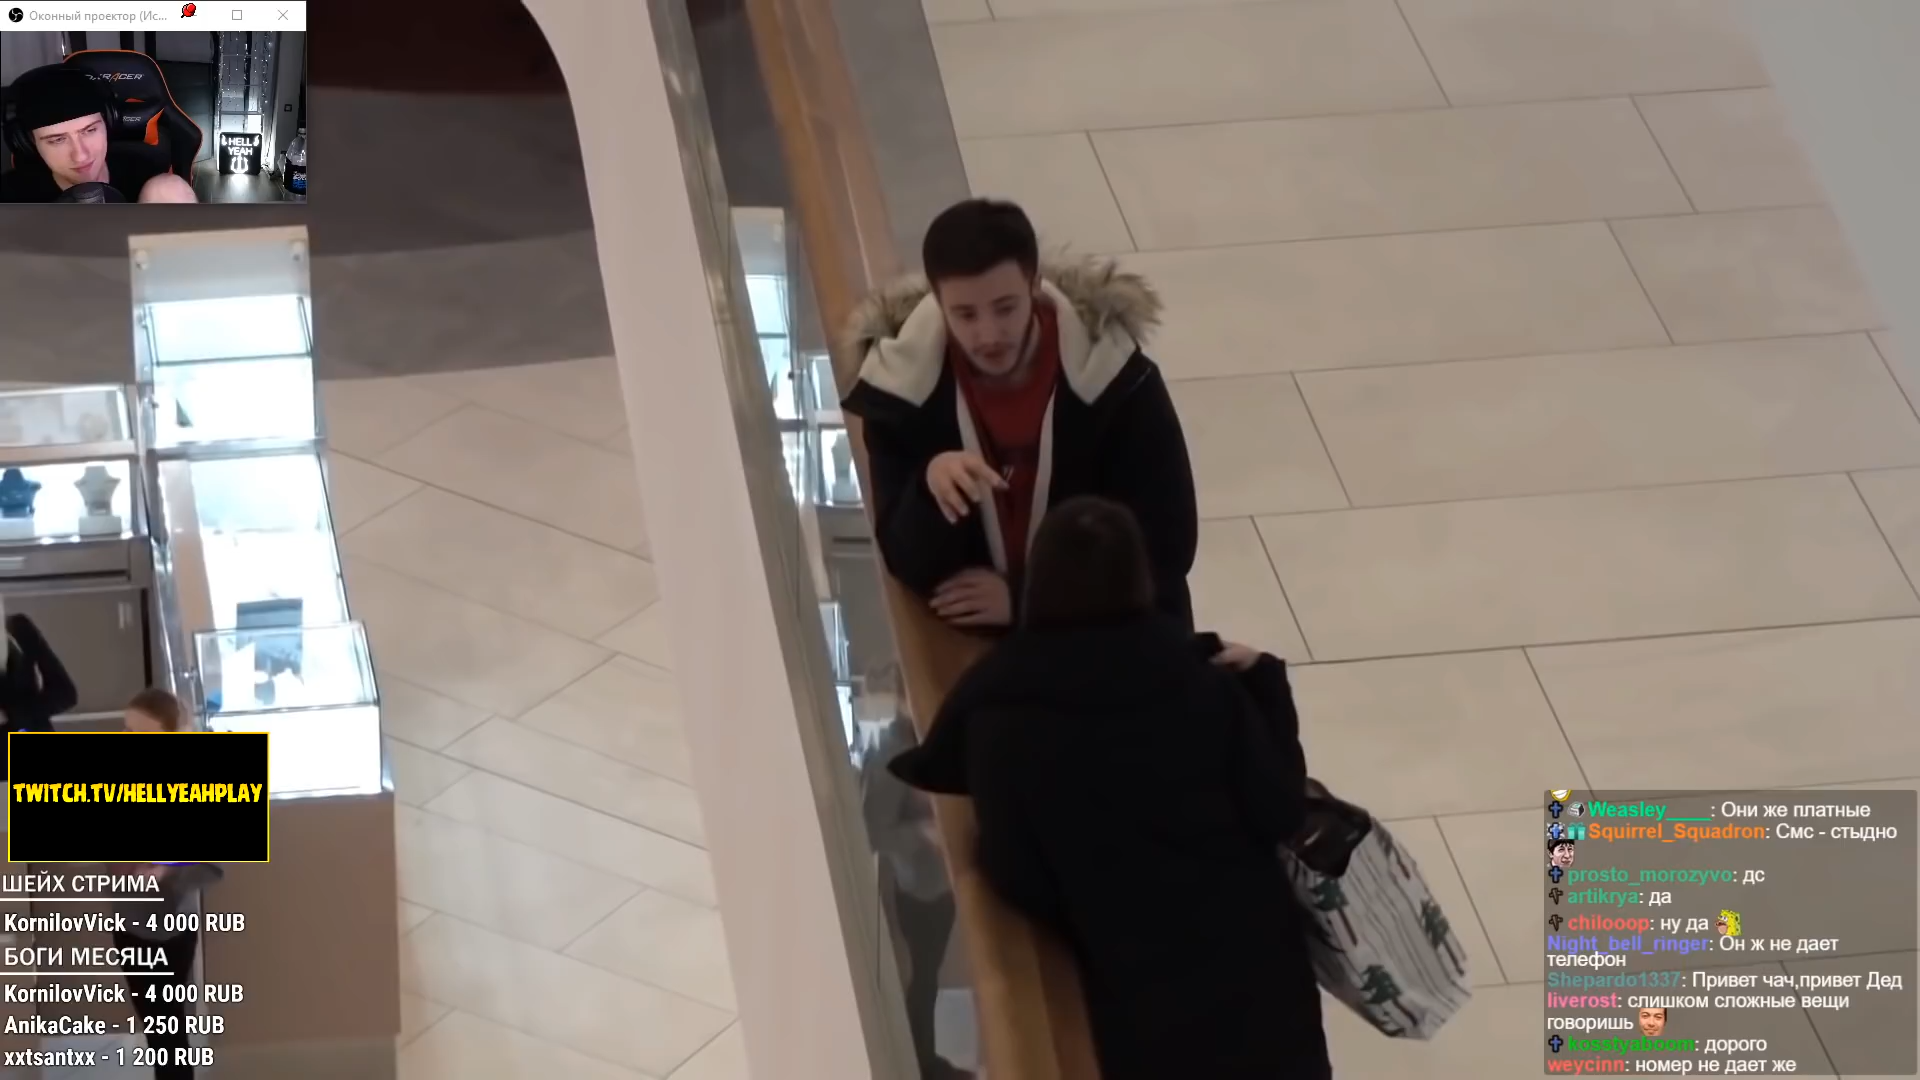 Оконный проектор (Ис...
HELL
YEAH
TWITCH.TV/HELLYEAHPLAY
ШЕЙХ СТРИМА
KornilovVick - 4 000 RUB
БОГИ МЕСЯЦА
KornilovVick - 4 000 RUB
AnikaCake - 1 250 RUB
xxtsantxx - 1 200 RUB
Weasley____: Они же платные
Squirrel_Squadron: Смс - стыдно
prosto_morozyvo: дс
artikrya: да
chilooop: ну да
Night_bell_ringer: Он ж не дает
телефон
Shepardo1337: Привет чач,привет Дед
liverost: слишком сложные вещи
говоришь
kosstyaboom: дорого
weycinn: номер не дает же